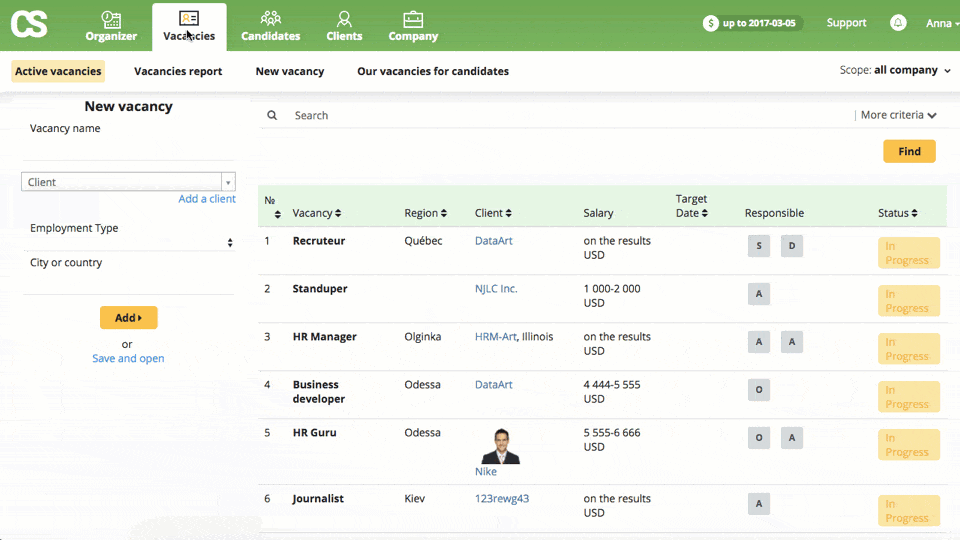 CS
Organizer
Vacancies
Candidates
Clients
Company
$ up to 2017-03-05
Support
Anna
Active vacancies
Vacancies report
New vacancy
Our vacancies for candidates
Scope: all company
New vacancy
Vacancy name
Client
Add a client
Employment Type
City or country
Add
or
Save and open
Search
More criteria
Find
№ Vacancy Region Client Salary Target Date Responsible Status
1 Recruteur Québec DataArt on the results USD S D In Progress
2 Standuper NJLC Inc. 1 000-2 000 USD A In Progress
3 HR Manager Olginka HRM-Art, Illinois on the results USD A A In Progress
4 Business developer Odessa DataArt 4 444-5 555 USD O In Progress
5 HR Guru Odessa Nike 5 555-6 666 USD O A In Progress
6 Journalist Kiev 123rewg43 on the results USD A In Progress